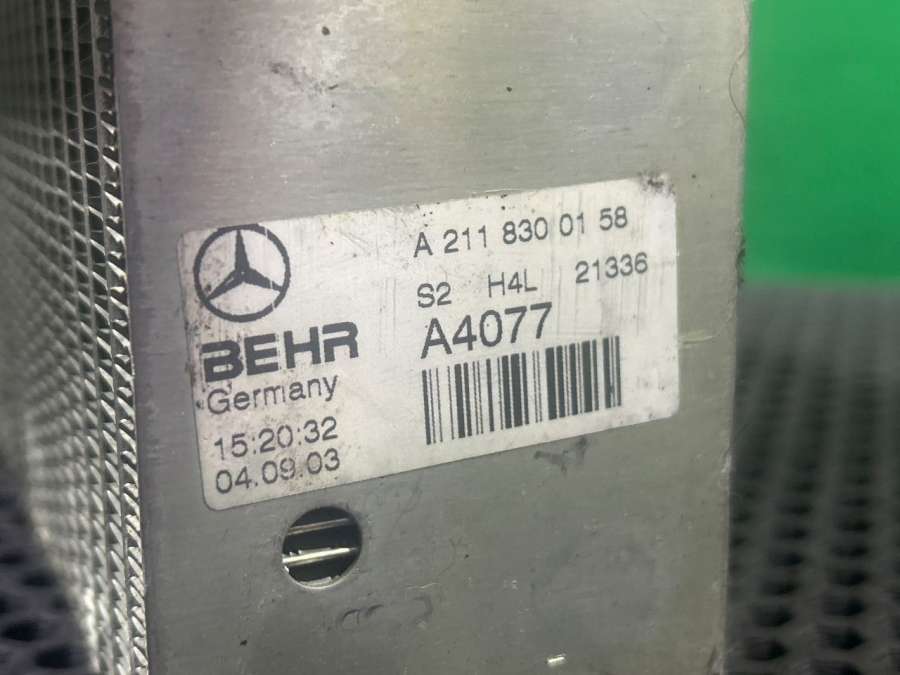 A 211 830 01 58
S2 H4L 21336
A4077
BEHR
Germany
15:20:32
04.09.03